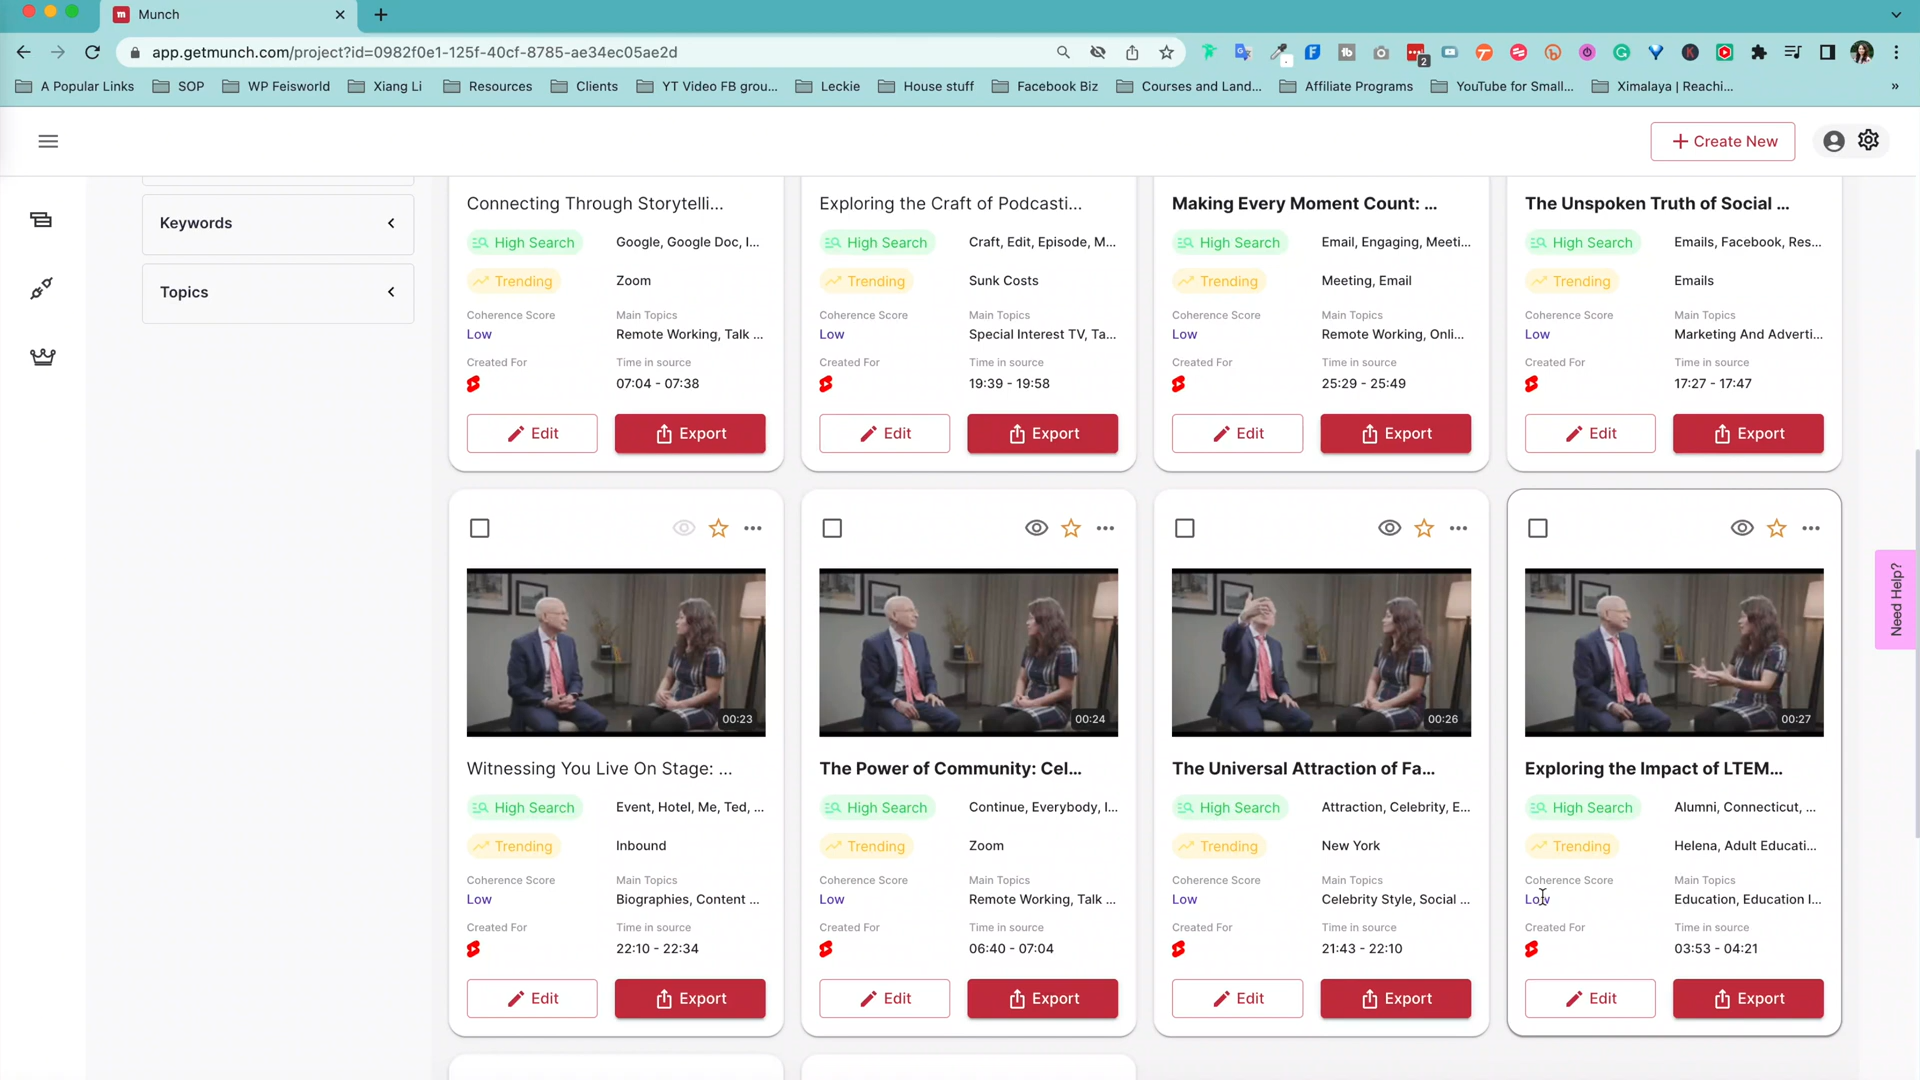 Munch
app.getmunch.com/project?id=0982f0e1-125f-40cf-8785-ae34ec05ae2d
2
A Popular Links SOP WP Feisworld Xiang Li Resources Clients YT Video FB grou... Leckie House stuff Facebook Biz Courses and Land... Affiliate Programs YouTube for Small... Ximalaya | Reachi... »
+ Create New
Keywords
Topics
Connecting Through Storytelli...
High Search Google, Google Doc, I...
Trending Zoom
Coherence Score Main Topics
Low Remote Working, Talk ...
Created For Time in source
07:04 - 07:38
Edit Export
Exploring the Craft of Podcasti...
High Search Craft, Edit, Episode, M...
Trending Sunk Costs
Coherence Score Main Topics
Low Special Interest TV, Ta...
Created For Time in source
19:39 - 19:58
Edit Export
Making Every Moment Count: ...
High Search Email, Engaging, Meeti...
Trending Meeting, Email
Coherence Score Main Topics
Low Remote Working, Onli...
Created For Time in source
25:29 - 25:49
Edit Export
The Unspoken Truth of Social ...
High Search Emails, Facebook, Res...
Trending Emails
Coherence Score Main Topics
Low Marketing And Adverti...
Created For Time in source
17:27 - 17:47
Edit Export
00:23
Witnessing You Live On Stage: ...
High Search Event, Hotel, Me, Ted, ...
Trending Inbound
Coherence Score Main Topics
Low Biographies, Content ...
Created For Time in source
22:10 - 22:34
Edit Export
00:24
The Power of Community: Cel...
High Search Continue, Everybody, I...
Trending Zoom
Coherence Score Main Topics
Low Remote Working, Talk ...
Created For Time in source
06:40 - 07:04
Edit Export
00:26
The Universal Attraction of Fa...
High Search Attraction, Celebrity, E...
Trending New York
Coherence Score Main Topics
Low Celebrity Style, Social ...
Created For Time in source
21:43 - 22:10
Edit Export
00:27
Exploring the Impact of LTEM...
High Search Alumni, Connecticut, ...
Trending Helena, Adult Educati...
Coherence Score Main Topics
Low Education, Education I...
Created For Time in source
03:53 - 04:21
Edit Export
Need Help?